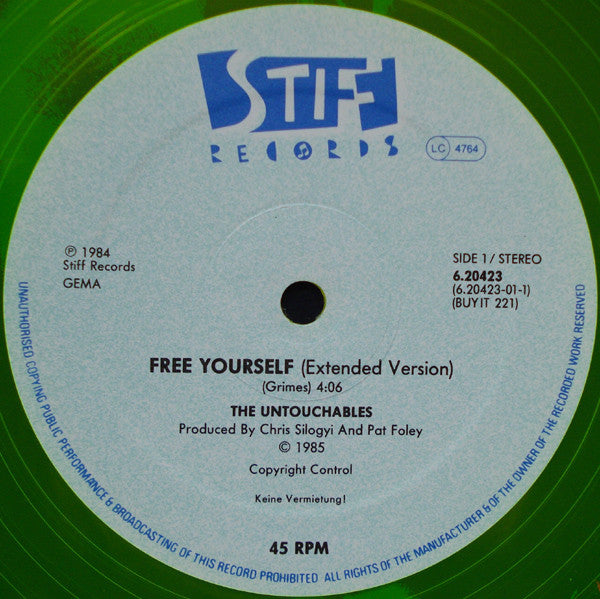 STIFF
RECORDS
LC 4764
℗ 1984
Stiff Records
GEMA
SIDE 1 / STEREO
6.20423
(6.20423-01-1)
(BUY IT 221)
FREE YOURSELF (Extended Version)
(Grimes) 4:06
THE UNTOUCHABLES
Produced By Chris Silogyi And Pat Foley
© 1985
Copyright Control
Keine Vermietung!
45 RPM
UNAUTHORISED COPYING PUBLIC PERFORMANCE & BROADCASTING OF THIS RECORD PROHIBITED ALL RIGHTS OF THE MANUFACTURER & OF THE OWNER OF THE RECORDED WORK RESERVED